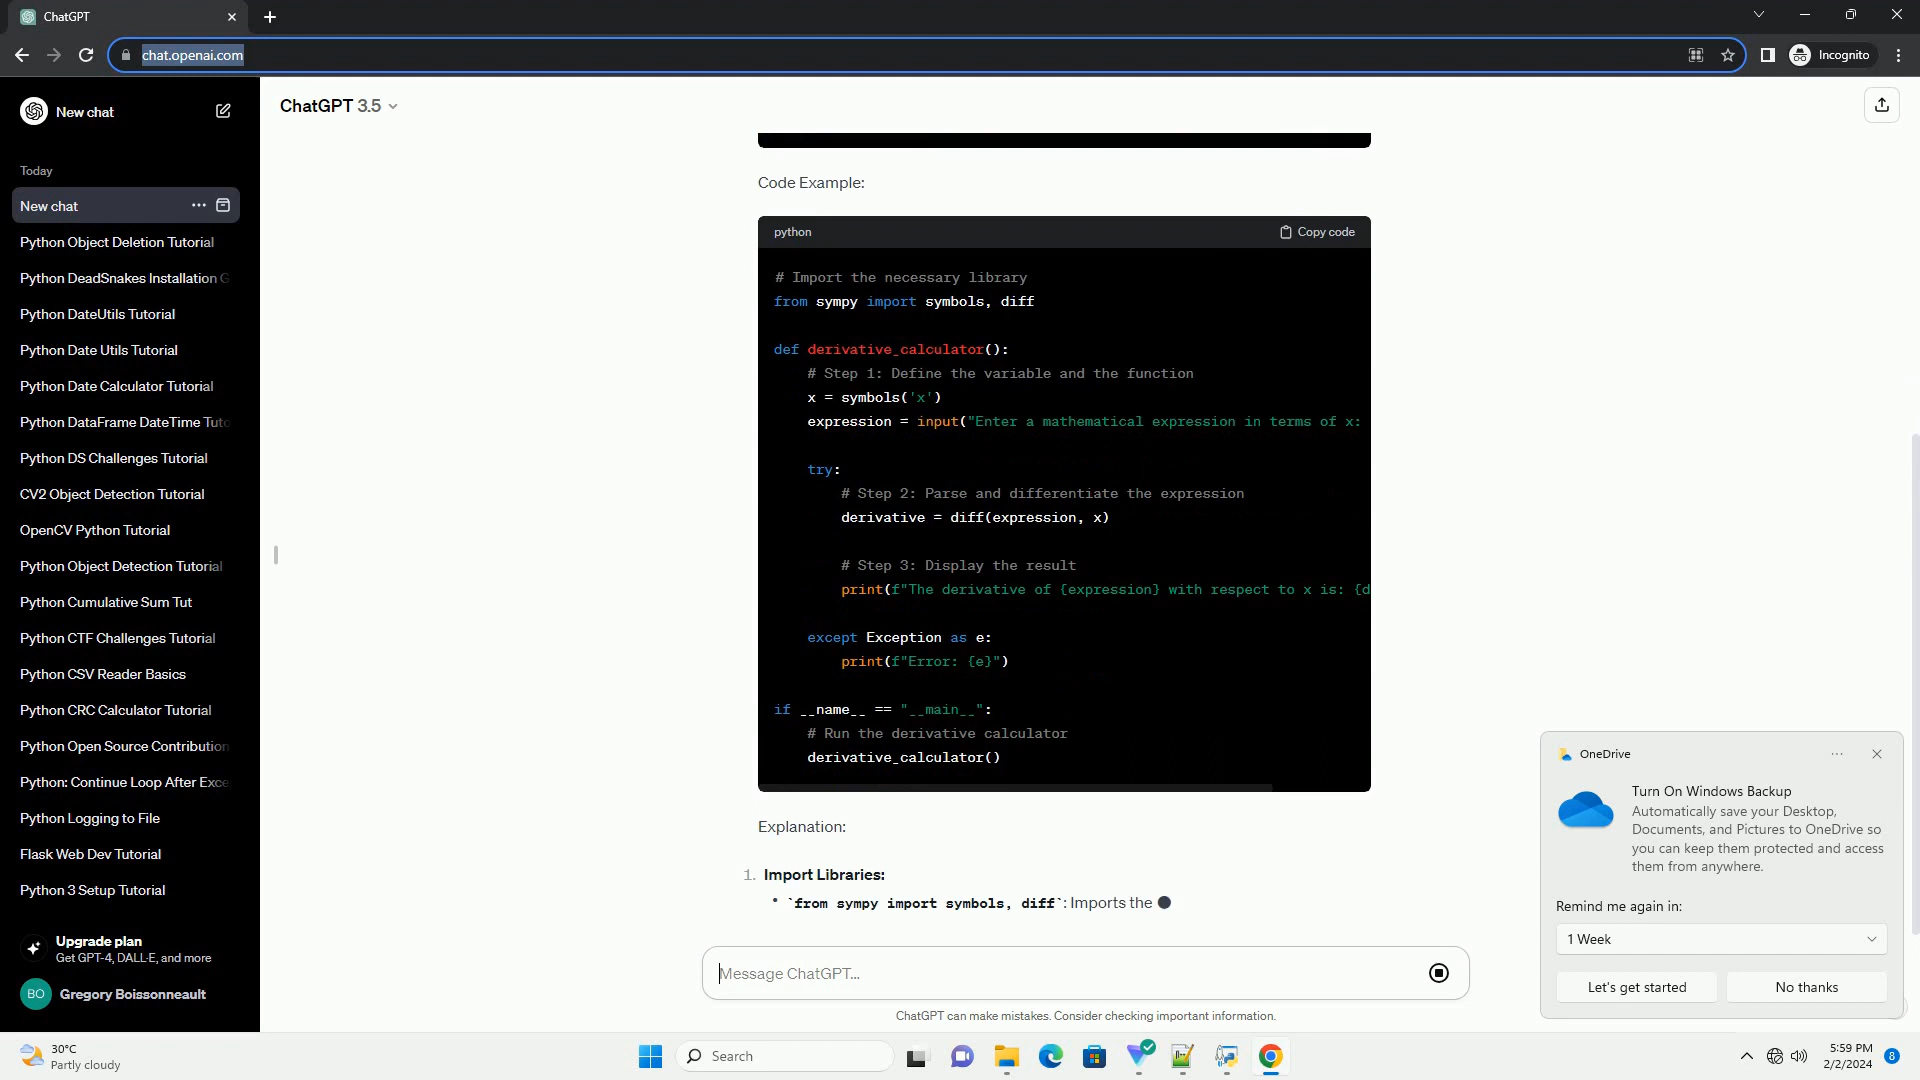 ChatGPT
chat.openai.com
Incognito
New chat
Today
New chat
Python Object Deletion Tutorial
Python DeadSnakes Installation G
Python DateUtils Tutorial
Python Date Utils Tutorial
Python Date Calculator Tutorial
Python DataFrame DateTime Tuto
Python DS Challenges Tutorial
CV2 Object Detection Tutorial
OpenCV Python Tutorial
Python Object Detection Tutorial
Python Cumulative Sum Tut
Python CTF Challenges Tutorial
Python CSV Reader Basics
Python CRC Calculator Tutorial
Python Open Source Contribution
Python: Continue Loop After Exce
Python Logging to File
Flask Web Dev Tutorial
Python 3 Setup Tutorial
Upgrade plan
Get GPT-4, DALL·E, and more
BO
Gregory Boissonneault
ChatGPT 3.5
Code Example:
python
Copy code
# Import the necessary library
from sympy import symbols, diff
def derivative_calculator():
# Step 1: Define the variable and the function
x = symbols('x')
expression = input("Enter a mathematical expression in terms of x:
try:
# Step 2: Parse and differentiate the expression
derivative = diff(expression, x)
# Step 3: Display the result
print(f"The derivative of {expression} with respect to x is: {d
except Exception as e:
print(f"Error: {e}")
if __name__ == "__main__":
# Run the derivative calculator
derivative_calculator()
Explanation:
1. Import Libraries:
• `from sympy import symbols, diff`: Imports the
Message ChatGPT...
ChatGPT can make mistakes. Consider checking important information.
OneDrive
Turn On Windows Backup
Automatically save your Desktop,
Documents, and Pictures to OneDrive so
you can keep them protected and access
them from anywhere.
Remind me again in:
1 Week
Let's get started
No thanks
30°C
Partly cloudy
Search
5:59 PM
2/2/2024
8